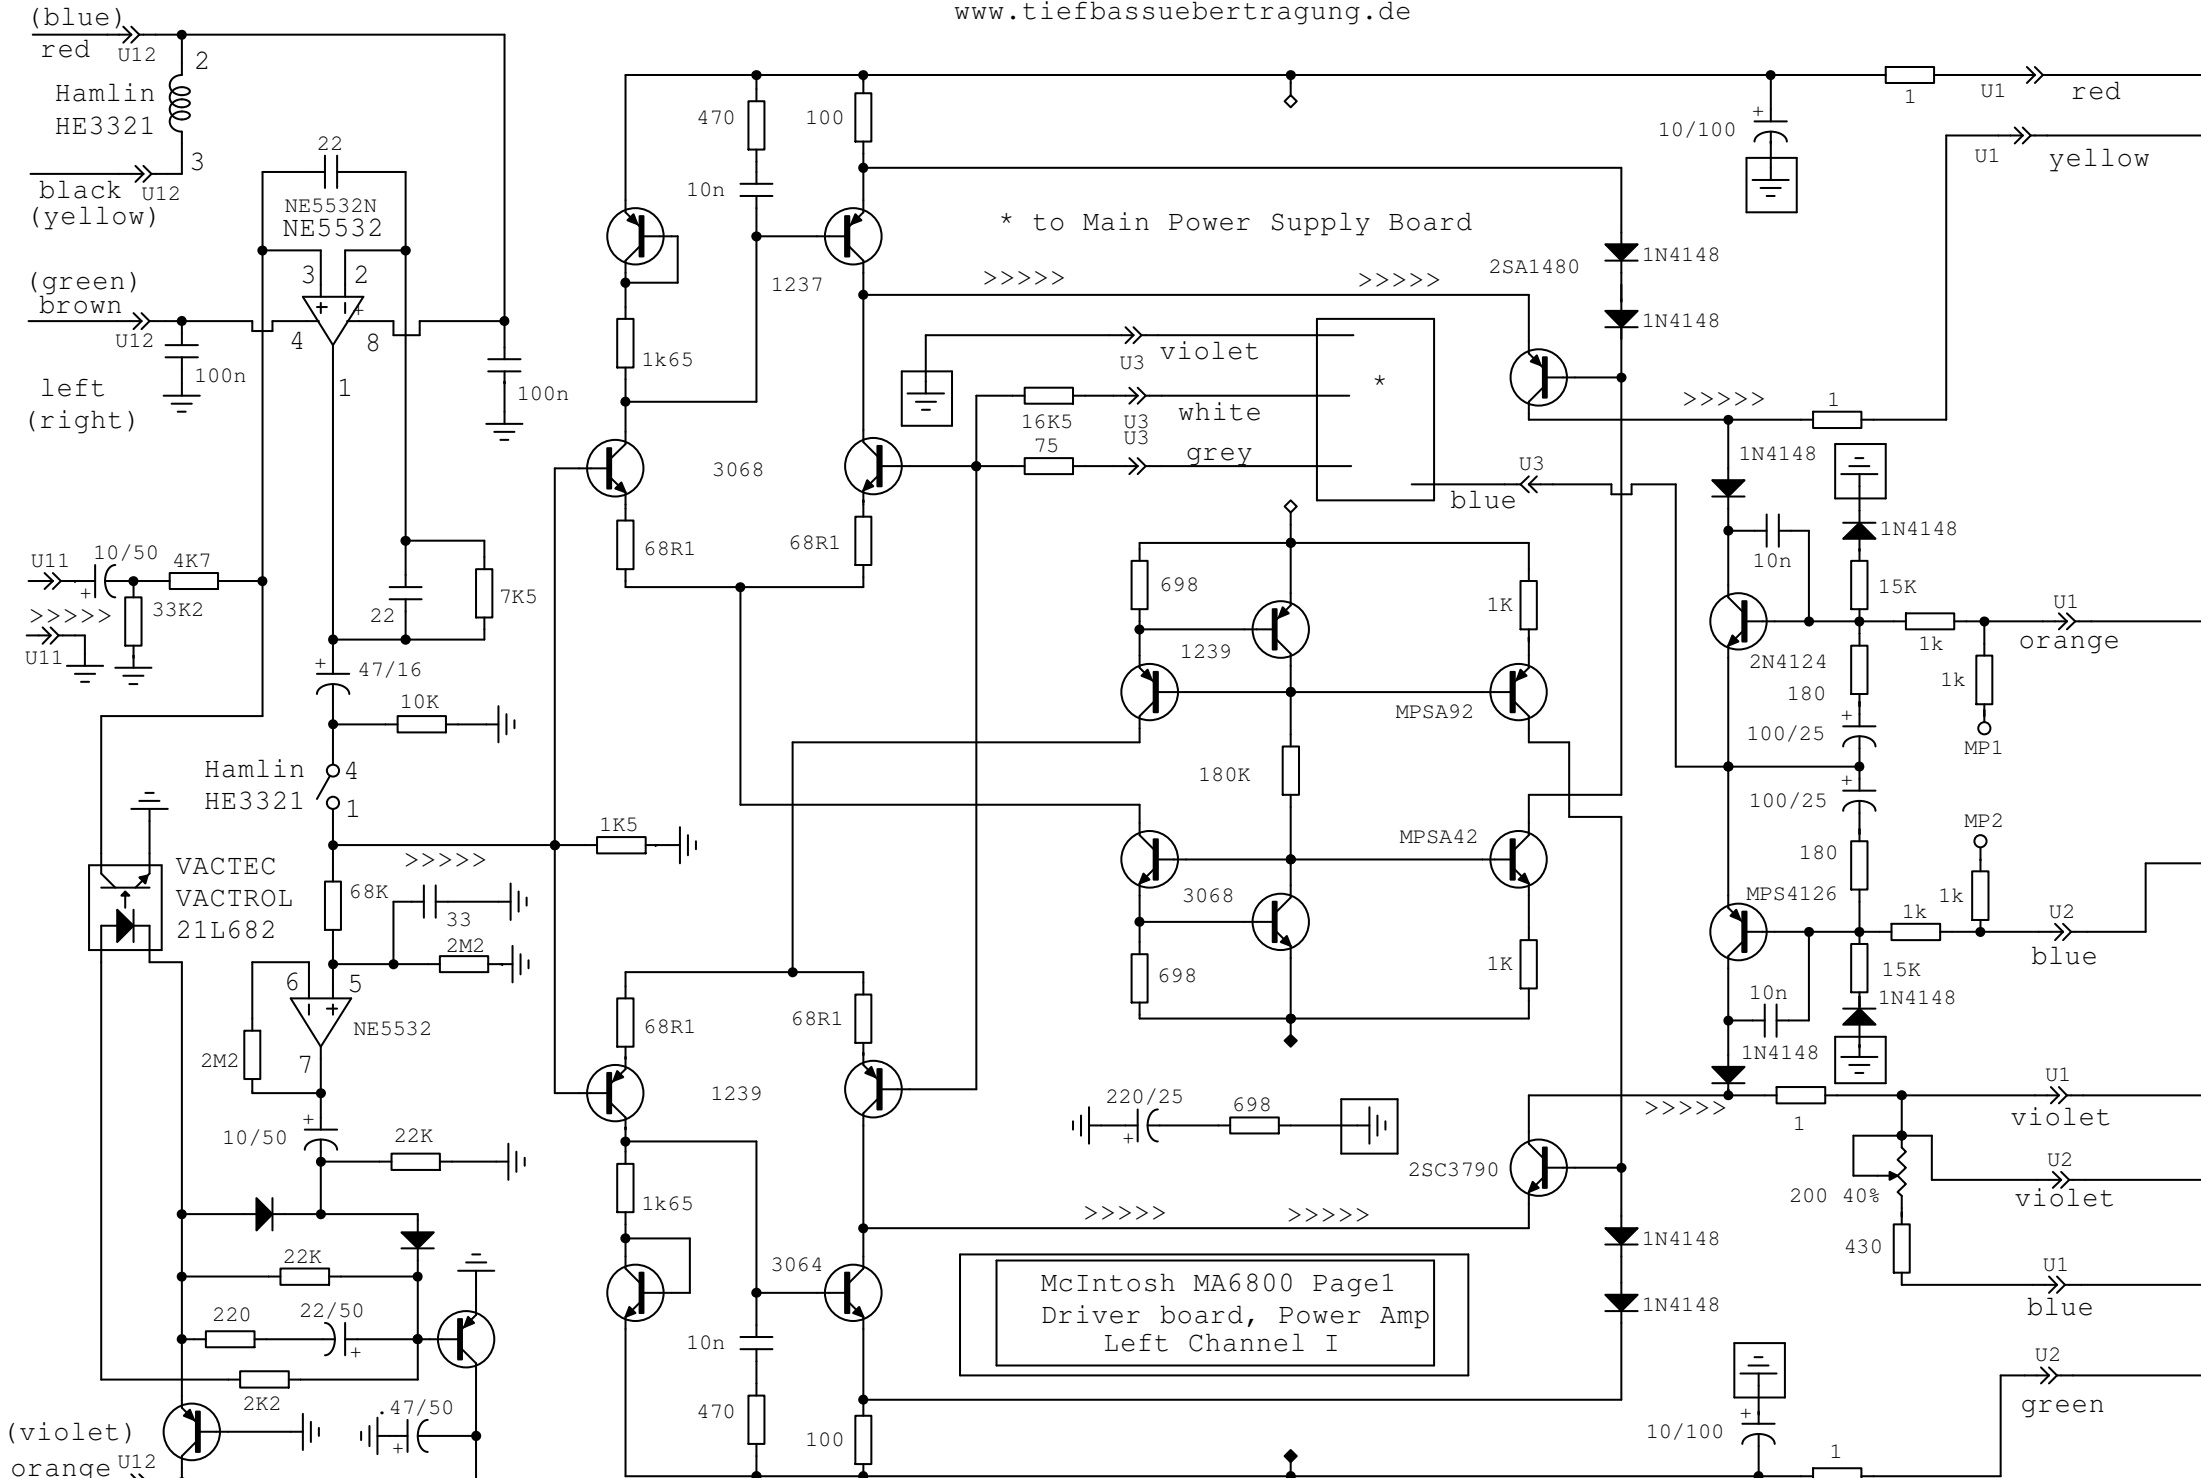 www.tiefbassuebertragung.de
(blue)
red
U12
2
Hamlin
HE3321
3
black
U12
(yellow)
22
NE5532N
NE5532
3
2
+
+
(green)
brown
U12
4
8
100n
1
100n
left
(right)
U11
10/50
4K7
+
>>>>>
33K2
U11
22
7K5
+
47/16
10K
Hamlin
HE3321
4
1
1K5
>>>>>
VACTEC
VACTROL
21L682
68K
33
2M2
6
5
+
NE5532
2M2
7
+
10/50
22K
22K
220
22/50
+
2K2
.47/50
+
(violet)
orange
U12
470
100
10n
1237
1k65
3068
68R1
68R1
* to Main Power Supply Board
>>>>>
>>>>>
2SA1480
1N4148
1N4148
U3
violet
*
16K5
U3
white
75
U3
grey
U3
blue
698
1K
1239
MPSA92
180K
MPSA42
3068
698
1K
68R1
68R1
1239
220/25
+
698
1k65
3064
10n
470
100
2SC3790
>>>>>
>>>>>
>>>>>
1N4148
1N4148
McIntosh MA6800 Page1
Driver board, Power Amp
Left Channel I
+
10/100
1
U1
red
U1
yellow
>>>>>
1
1N4148
1N4148
10n
15K
U1
orange
1k
2N4124
180
1k
+
100/25
MP1
+
100/25
MP2
180
MPS4126
1k
1k
U2
blue
15K
10n
1N4148
1N4148
U1
violet
1
U2
violet
200 40%
430
U1
blue
U2
green
+
10/100
1